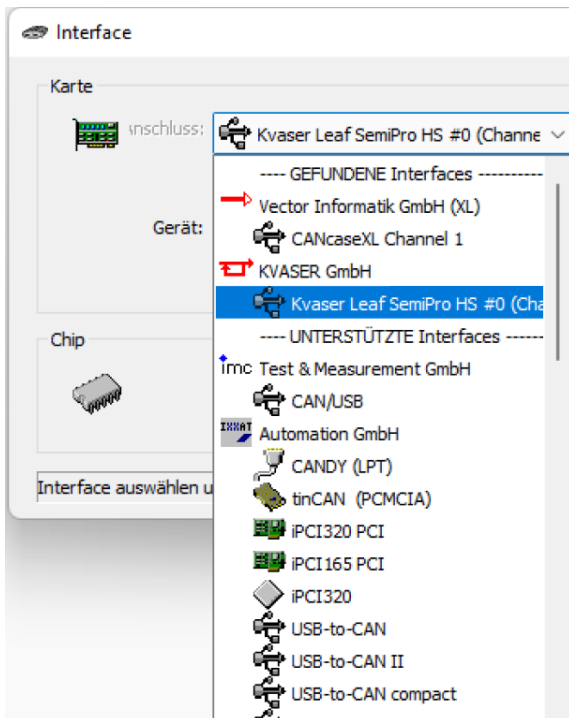 Interface
Karte
nschluss:
Kvaser Leaf SemiPro HS #0 (Channe
---- GEFUNDENE Interfaces ----------
Vector Informatik GmbH (XL)
Gerät:
CANcaseXL Channel 1
KVASER GmbH
Kvaser Leaf SemiPro HS #0 (Cha
---- UNTERSTÜTZTE Interfaces ------
Chip
imc Test & Measurement GmbH
CAN/USB
IXXAT Automation GmbH
CANDY (LPT)
Interface auswählen u
tinCAN (PCMCIA)
iPCI320 PCI
iPCI165 PCI
iPCI320
USB-to-CAN
USB-to-CAN II
USB-to-CAN compact